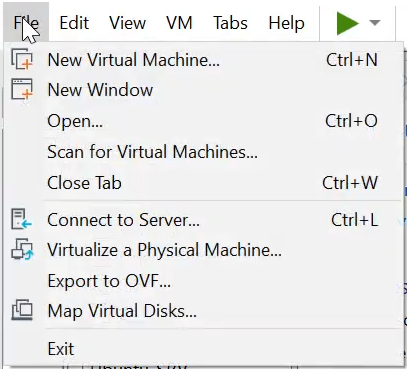 File Edit View VM Tabs Help
New Virtual Machine... Ctrl+N
New Window
Open... Ctrl+O
Scan for Virtual Machines...
Close Tab Ctrl+W
Connect to Server... Ctrl+L
Virtualize a Physical Machine...
Export to OVF...
Map Virtual Disks...
Exit